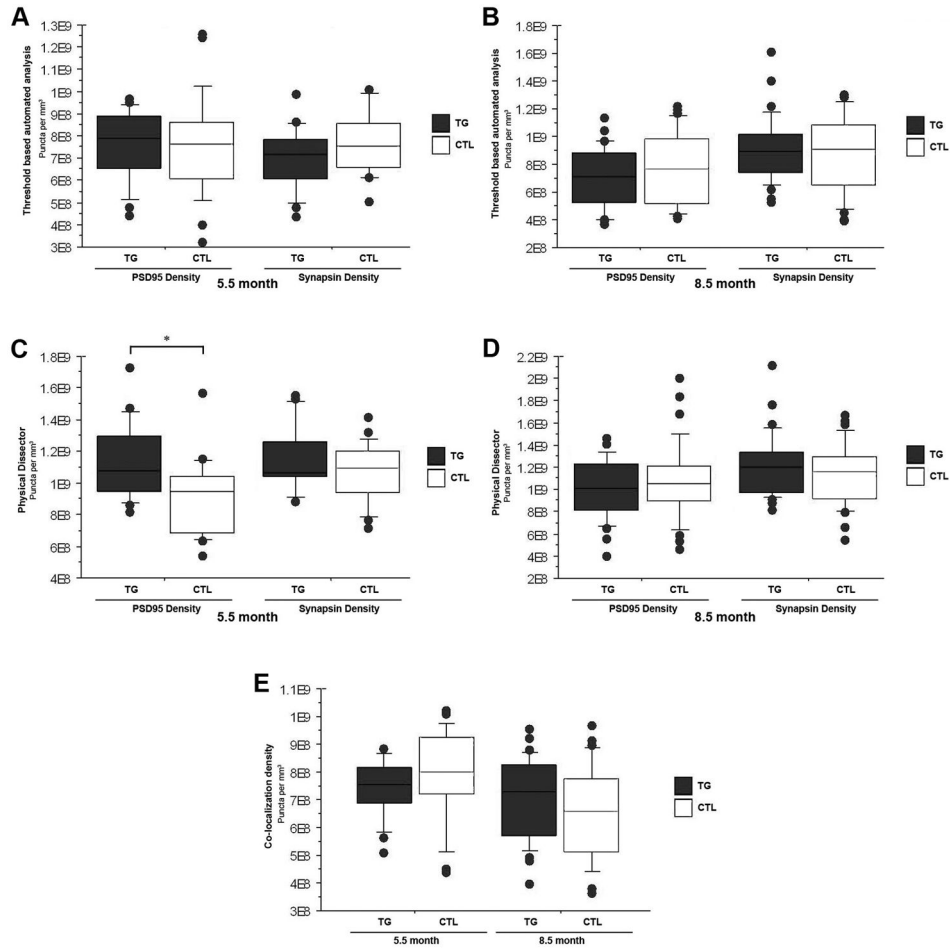 A
Threshold based automated analysis
Puncta per mm³
1.3E9
1.2E9
1.1E9
1E9
9E8
8E8
7E8
6E8
5E8
4E8
3E8
TG
CTL
TG CTL TG CTL
PSD95 Density Synapsin Density
5.5 month
B
Threshold based automated analysis
Puncta per mm³
1.8E9
1.6E9
1.4E9
1.2E9
1E9
8E8
6E8
4E8
2E8
TG
CTL
TG CTL TG CTL
PSD95 Density Synapsin Density
8.5 month
C
Physical Dissector
Puncta per mm³
1.8E9
1.6E9
1.4E9
1.2E9
1E9
8E8
6E8
4E8
*
TG
CTL
TG CTL TG CTL
PSD95 Density Synapsin Density
5.5 month
D
Physical Dissector
Puncta per mm³
2.2E9
2E9
1.8E9
1.6E9
1.4E9
1.2E9
1E9
8E8
6E8
4E8
2E8
TG
CTL
TG CTL TG CTL
PSD95 Density Synapsin Density
8.5 month
E
Co-localization density
Puncta per mm³
1.1E9
1E9
9E8
8E8
7E8
6E8
5E8
4E8
3E8
TG
CTL
TG CTL TG CTL
5.5 month 8.5 month